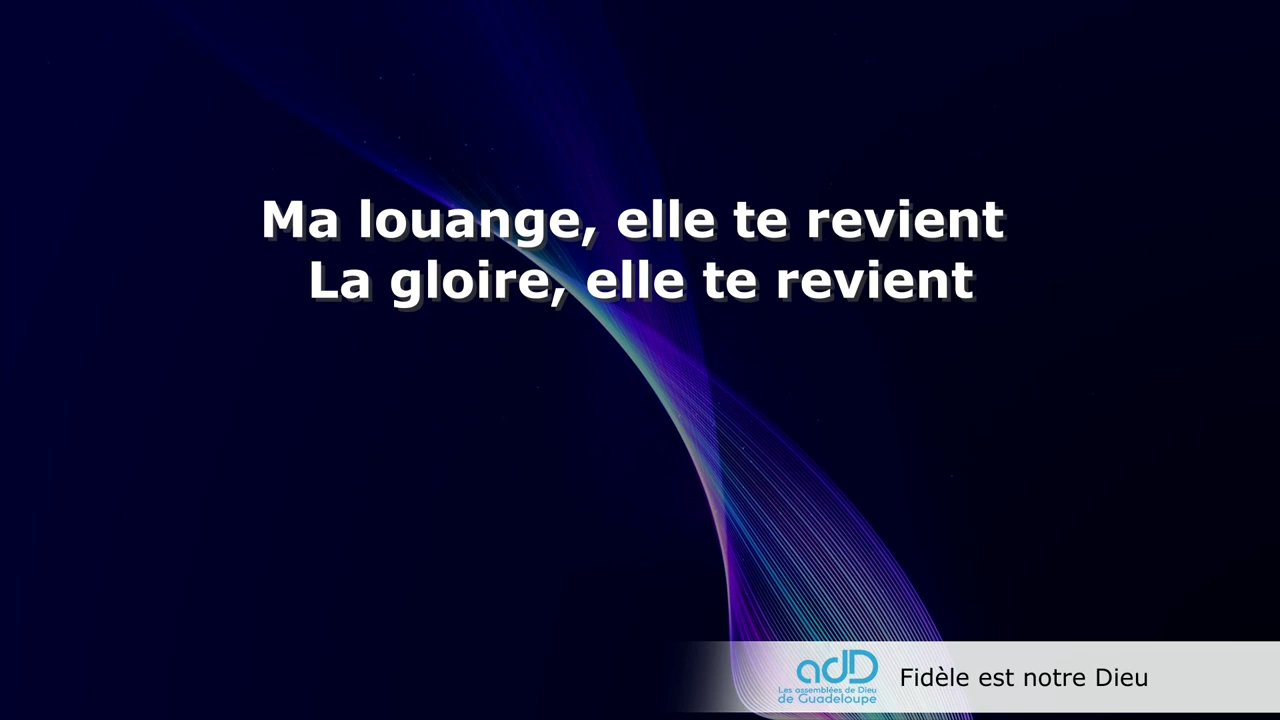 Ma louange, elle te revient
La gloire, elle te revient
adD
Les assemblées de Dieu
de Guadeloupe
Fidèle est notre Dieu